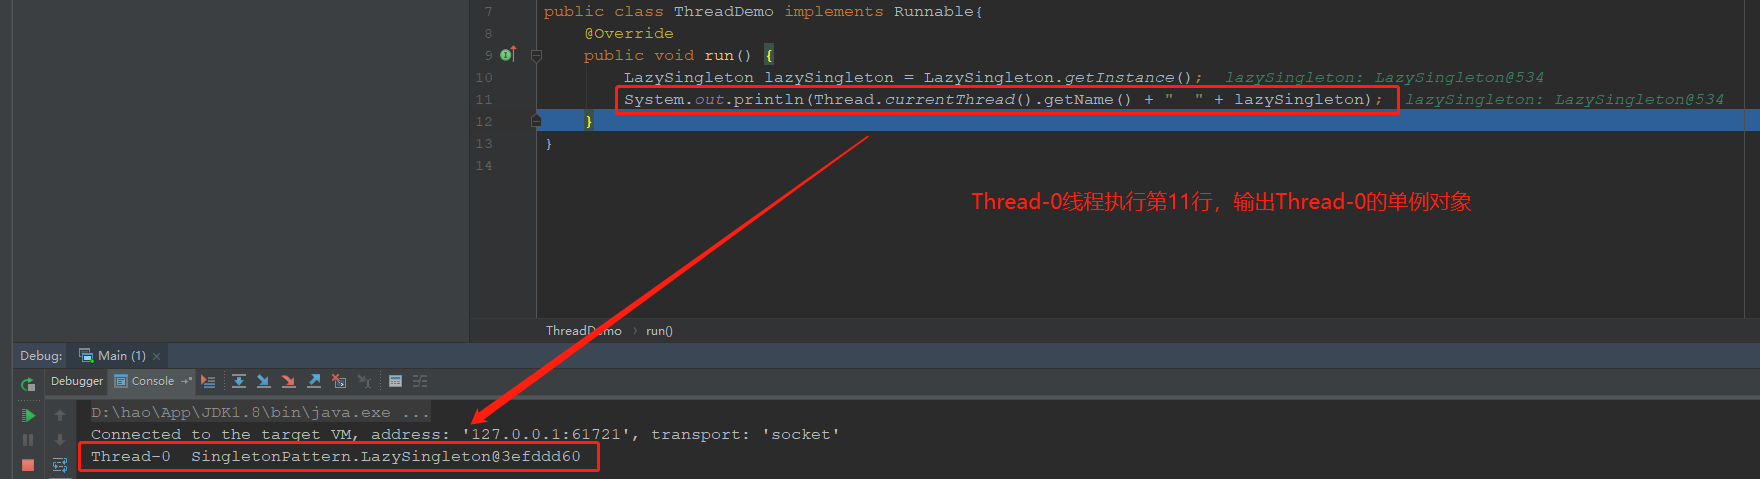 7 public class ThreadDemo implements Runnable{
8 @Override
9 public void run() {
10 LazySingleton lazySingleton = LazySingleton.getInstance(); lazySingleton: LazySingleton@534
11 System.out.println(Thread.currentThread().getName() + "  " + lazySingleton); lazySingleton: LazySingleton@534
12 }
13 }
14
Thread-0线程执行第11行，输出Thread-0的单例对象
ThreadDemo › run()
Debug: Main (1) ×
Debugger Console
D:\hao\App\JDK1.8\bin\java.exe ...
Connected to the target VM, address: '127.0.0.1:61721', transport: 'socket'
Thread-0  SingletonPattern.LazySingleton@3efddd60